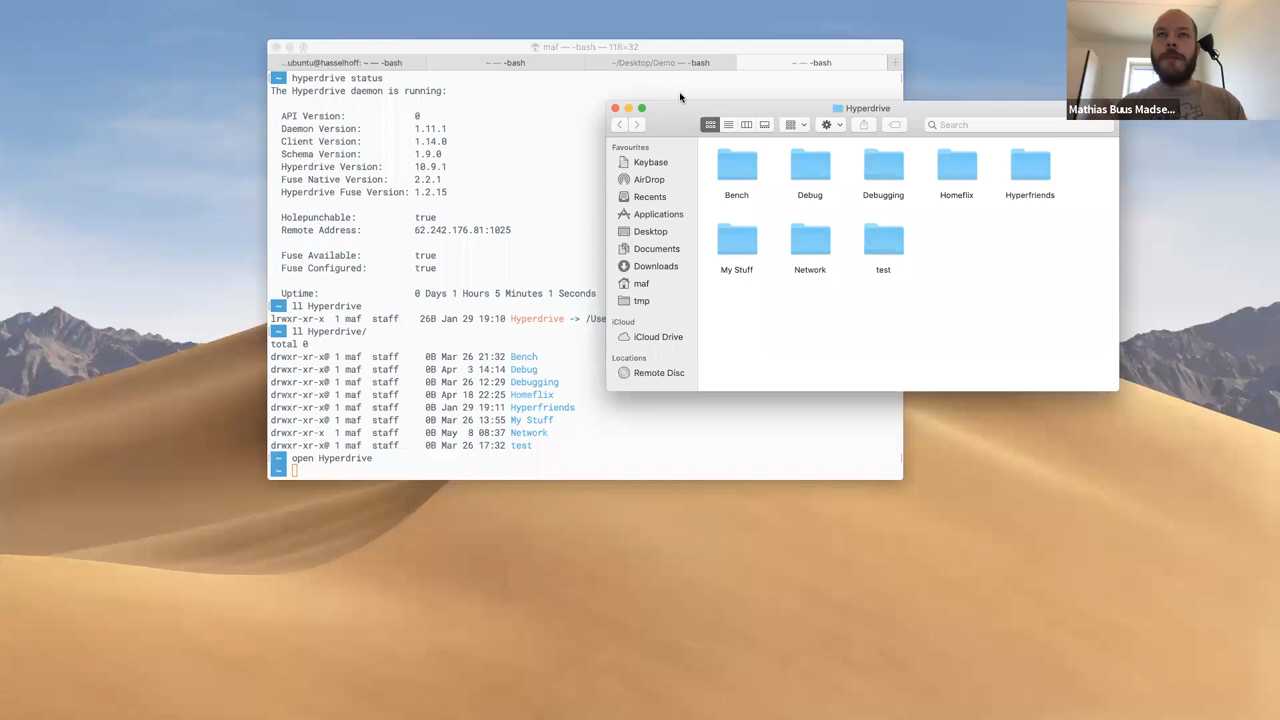 maf — -bash — 118×32
...ubuntu@hasselhoff: ~ — -bash
~ — -bash
~/Desktop/Demo — -bash
~ — -bash
~ hyperdrive status
The Hyperdrive daemon is running:
API Version: 0
Daemon Version: 1.11.1
Client Version: 1.14.0
Schema Version: 1.9.0
Hyperdrive Version: 10.9.1
Fuse Native Version: 2.2.1
Hyperdrive Fuse Version: 1.2.15
Holepunchable: true
Remote Address: 62.242.176.81:1025
Fuse Available: true
Fuse Configured: true
Uptime: 0 Days 1 Hours 5 Minutes 1 Seconds
~ ll Hyperdrive
lrwxr-xr-x 1 maf staff 26B Jan 29 19:10 Hyperdrive -> /Use
~ ll Hyperdrive/
total 0
drwxr-xr-x@ 1 maf staff 0B Mar 26 21:32 Bench
drwxr-xr-x@ 1 maf staff 0B Apr 3 14:14 Debug
drwxr-xr-x@ 1 maf staff 0B Mar 26 12:29 Debugging
drwxr-xr-x@ 1 maf staff 0B Apr 18 22:25 Homeflix
drwxr-xr-x@ 1 maf staff 0B Jan 29 19:11 Hyperfriends
drwxr-xr-x@ 1 maf staff 0B Mar 26 13:55 My Stuff
drwxr-xr-x 1 maf staff 0B May 8 08:37 Network
drwxr-xr-x@ 1 maf staff 0B Mar 26 17:32 test
~ open Hyperdrive
~
Hyperdrive
Search
Favourites
Keybase
AirDrop
Recents
Applications
Desktop
Documents
Downloads
maf
tmp
iCloud
iCloud Drive
Locations
Remote Disc
Bench
Debug
Debugging
Homeflix
Hyperfriends
My Stuff
Network
test
Mathias Buus Madse...